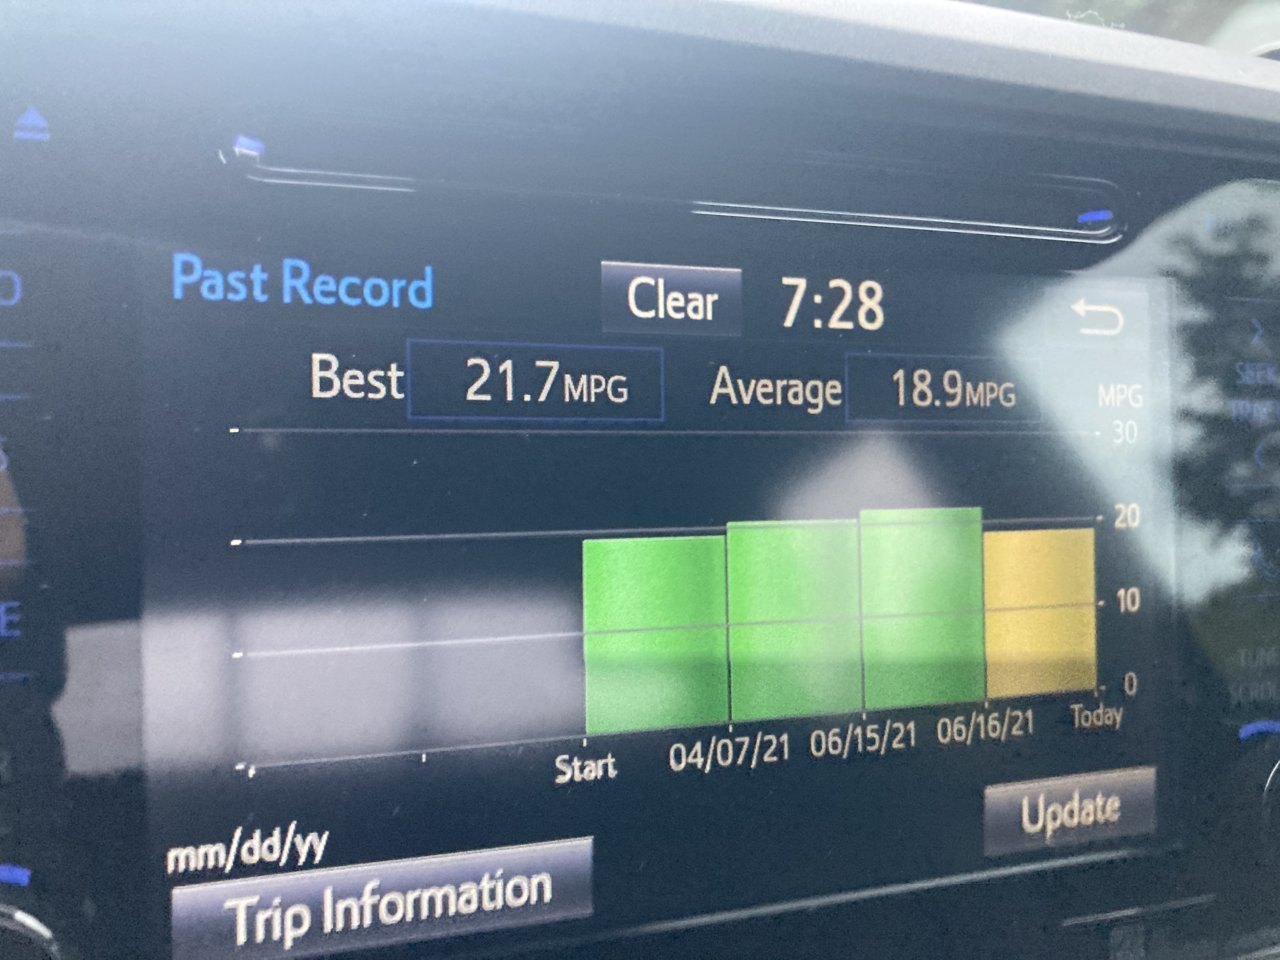 Past Record
Clear
7:28
Best 21.7MPG
Average 18.9MPG
MPG
30
20
10
0
Start 04/07/21 06/15/21 06/16/21 Today
mm/dd/yy
Update
Trip Information